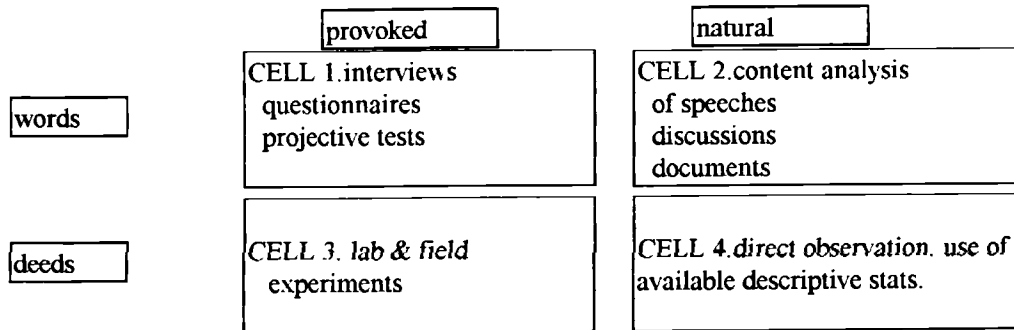 provoked
natural
words
CELL 1.interviews
questionnaires
projective tests
CELL 2.content analysis
of speeches
discussions
documents
deeds
CELL 3. lab & field
experiments
CELL 4.direct observation. use of
available descriptive stats.